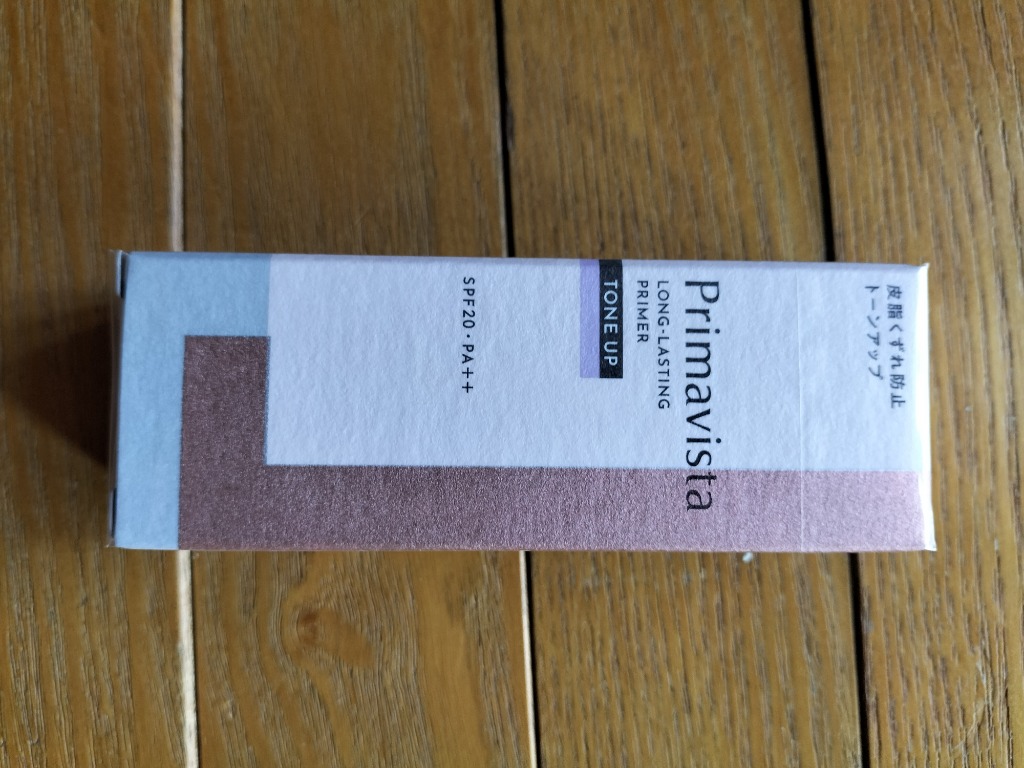 皮脂くずれ防止
トーンアップ
Primavista
LONG-LASTING
PRIMER
TONE UP
SPF20・PA++